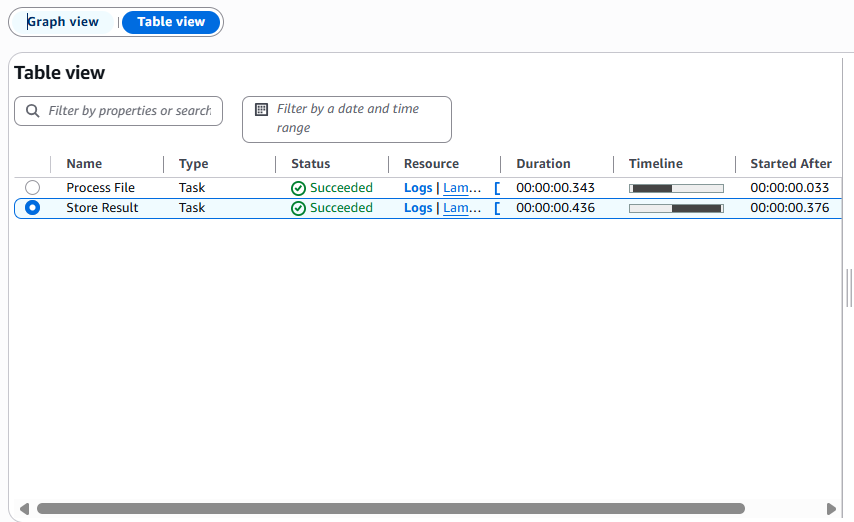 Graph view | Table view
Table view
Filter by properties or search
Filter by a date and time
range
Name Type Status Resource Duration Timeline Started After
Process File Task Succeeded Logs | Lam... 00:00:00.343 00:00:00.033
Store Result Task Succeeded Logs | Lam... 00:00:00.436 00:00:00.376